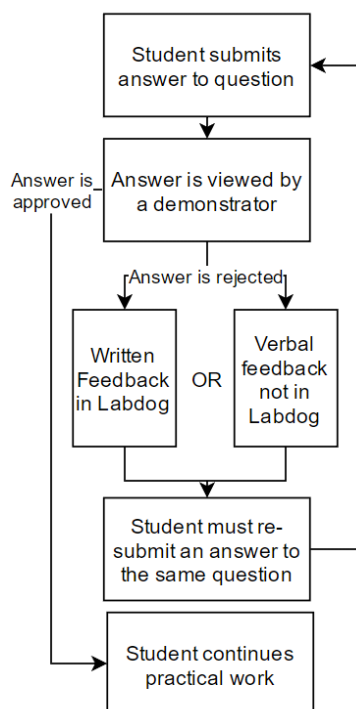 Student submits
answer to question
Answer is
approved
Answer is viewed by
a demonstrator
Answer is rejected
Written
Feedback
in Labdog
OR
Verbal
feedback
not in
Labdog
Student must re-
submit an answer to
the same question
Student continues
practical work